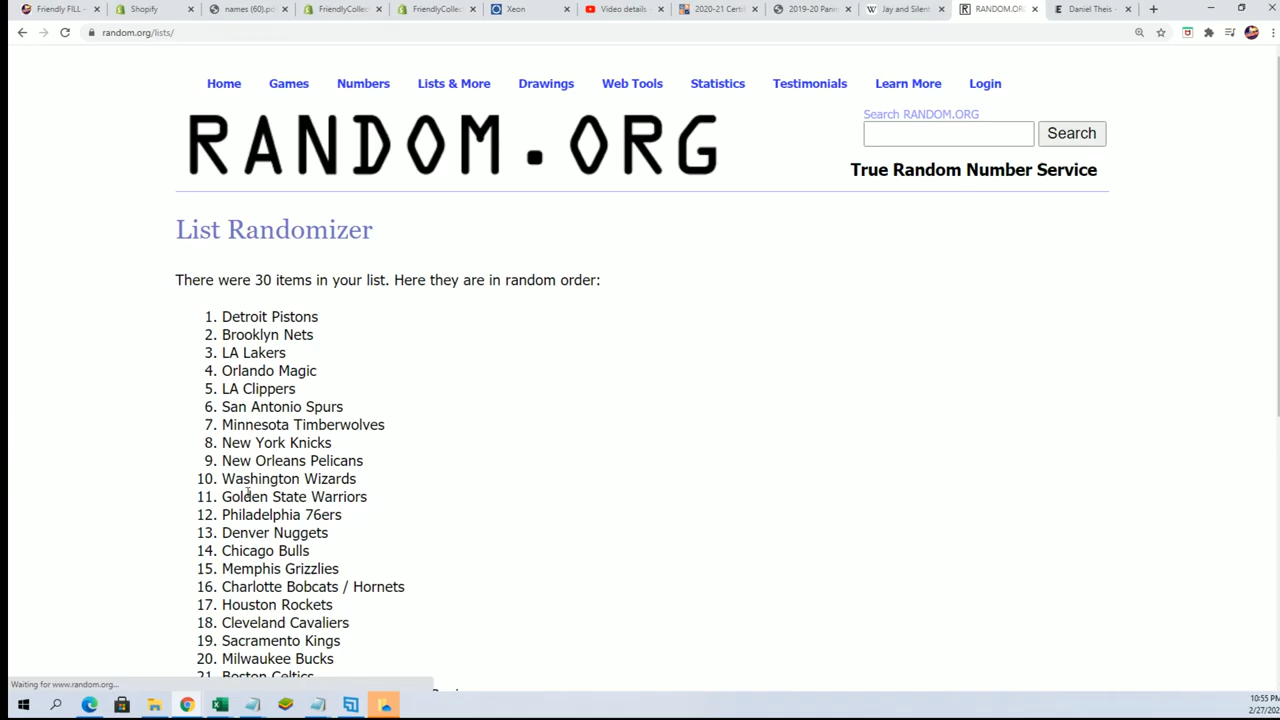 Friendly FILL -
Shopify
names (60).pd
FriendlyCollec
FriendlyCollec
Xeon
Video details -
2020-21 Certif
2019-20 Panin
Jay and Silent
RANDOM.OR
Daniel Theis -
random.org/lists/
Home Games Numbers Lists & More Drawings Web Tools Statistics Testimonials Learn More Login
RANDOM.ORG
Search RANDOM.ORG
Search
True Random Number Service
List Randomizer
There were 30 items in your list. Here they are in random order:
1. Detroit Pistons
2. Brooklyn Nets
3. LA Lakers
4. Orlando Magic
5. LA Clippers
6. San Antonio Spurs
7. Minnesota Timberwolves
8. New York Knicks
9. New Orleans Pelicans
10. Washington Wizards
11. Golden State Warriors
12. Philadelphia 76ers
13. Denver Nuggets
14. Chicago Bulls
15. Memphis Grizzlies
16. Charlotte Bobcats / Hornets
17. Houston Rockets
18. Cleveland Cavaliers
19. Sacramento Kings
20. Milwaukee Bucks
21. Boston Celtics
Waiting for www.random.org...
10:55 PM
2/27/202